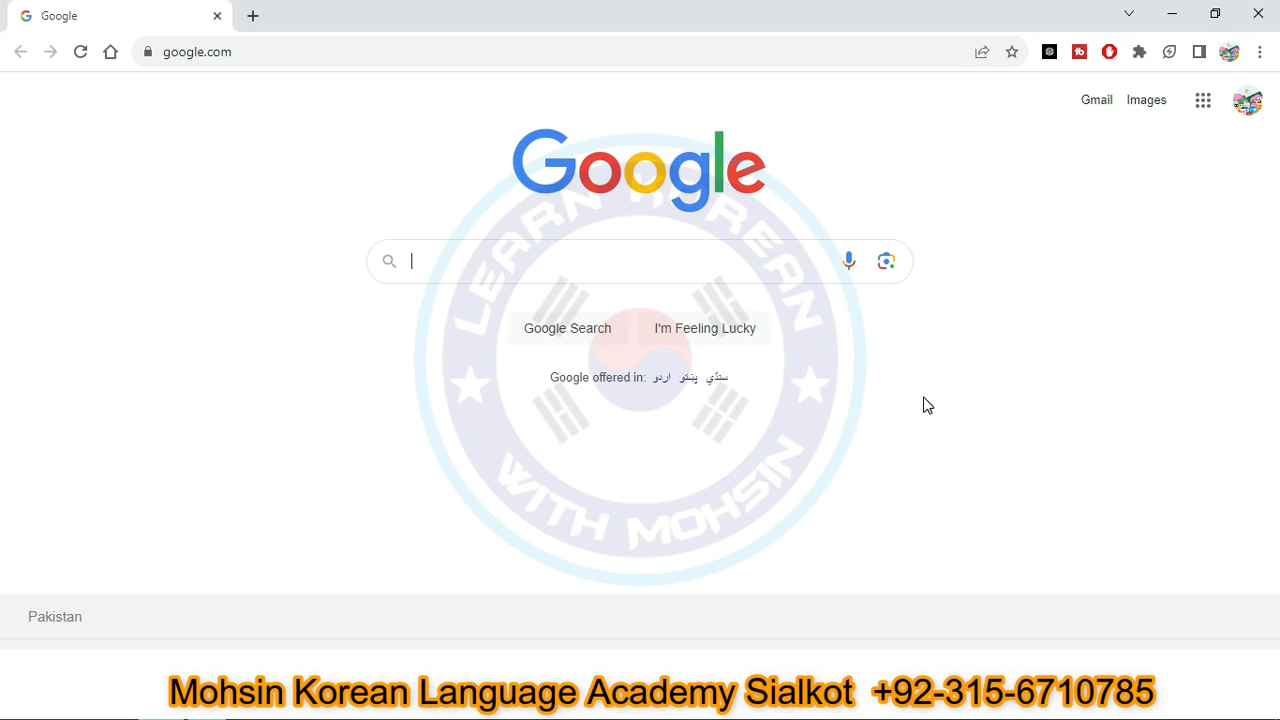 Google
google.com
Gmail Images
Google
LEARN KOREAN
Google Search I'm Feeling Lucky
Google offered in: اردو پښتو سنڌي
WITH MOHSIN
Pakistan
Mohsin Korean Language Academy Sialkot +92-315-6710785